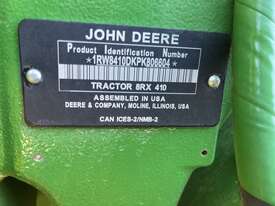 JOHN DEERE
Product Identification Number
*1RW8410DKPK806604*
TRACTOR 8RX 410
ASSEMBLED IN USA
DEERE & COMPANY, MOLINE, ILLINOIS, USA
CAN ICES-2/NMB-2